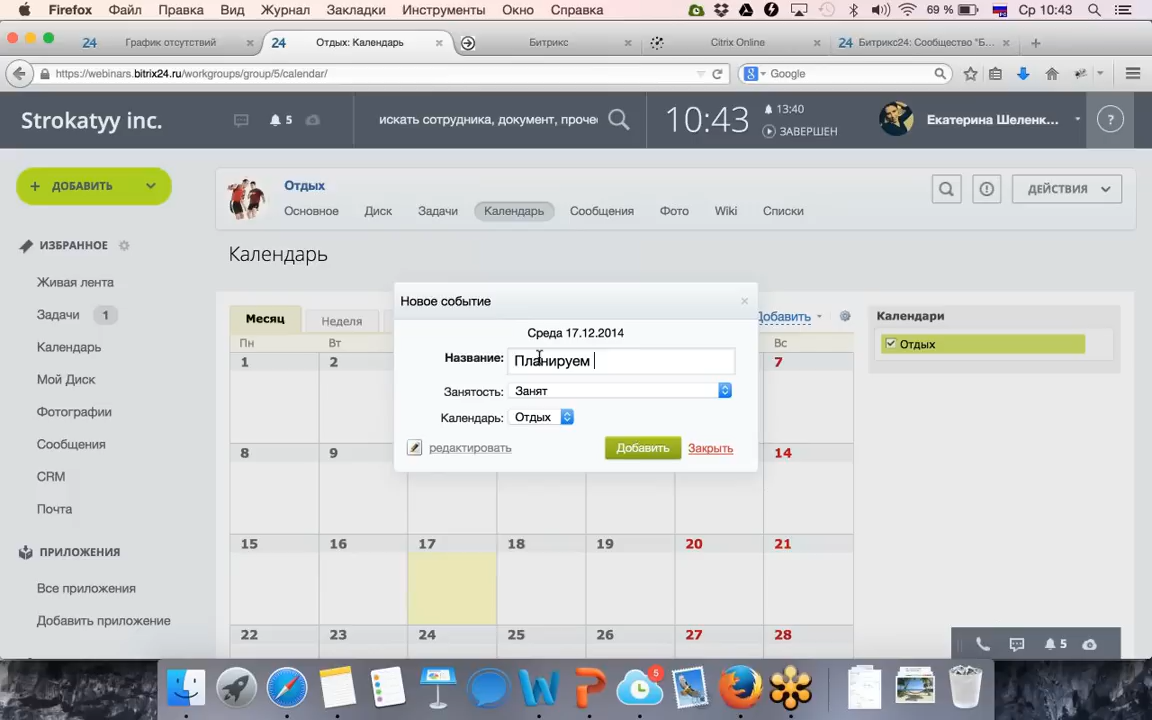 Firefox Файл Правка Вид Журнал Закладки Инструменты Окно Справка 69 % Ср 10:43
24 График отсутствий 24 Отдых: Календарь Битрикс Citrix Online 24 Битрикс24: Сообщество "Б...
https://webinars.bitrix24.ru/workgroups/group/5/calendar/ Google
Strokatyy inc. 5 искать сотрудника, документ, прочее 10:43 13:40 ЗАВЕРШЕН Екатерина Шеленк... ?
+ ДОБАВИТЬ
Отдых
ДЕЙСТВИЯ
Основное Диск Задачи Календарь Сообщения Фото Wiki Списки
ИЗБРАННОЕ
Живая лента
Задачи 1
Календарь
Мой Диск
Фотографии
Сообщения
CRM
Почта
ПРИЛОЖЕНИЯ
Все приложения
Добавить приложение
Календарь
Месяц Неделя Добавить
Пн Вт Вс
1 2 7
8 9 14
15 16 17 18 19 20 21
22 23 24 25 26 27 28
Новое событие
Среда 17.12.2014
Название: Планируем
Занятость: Занят
Календарь: Отдых
редактировать Добавить Закрыть
Календари
Отдых
5
5